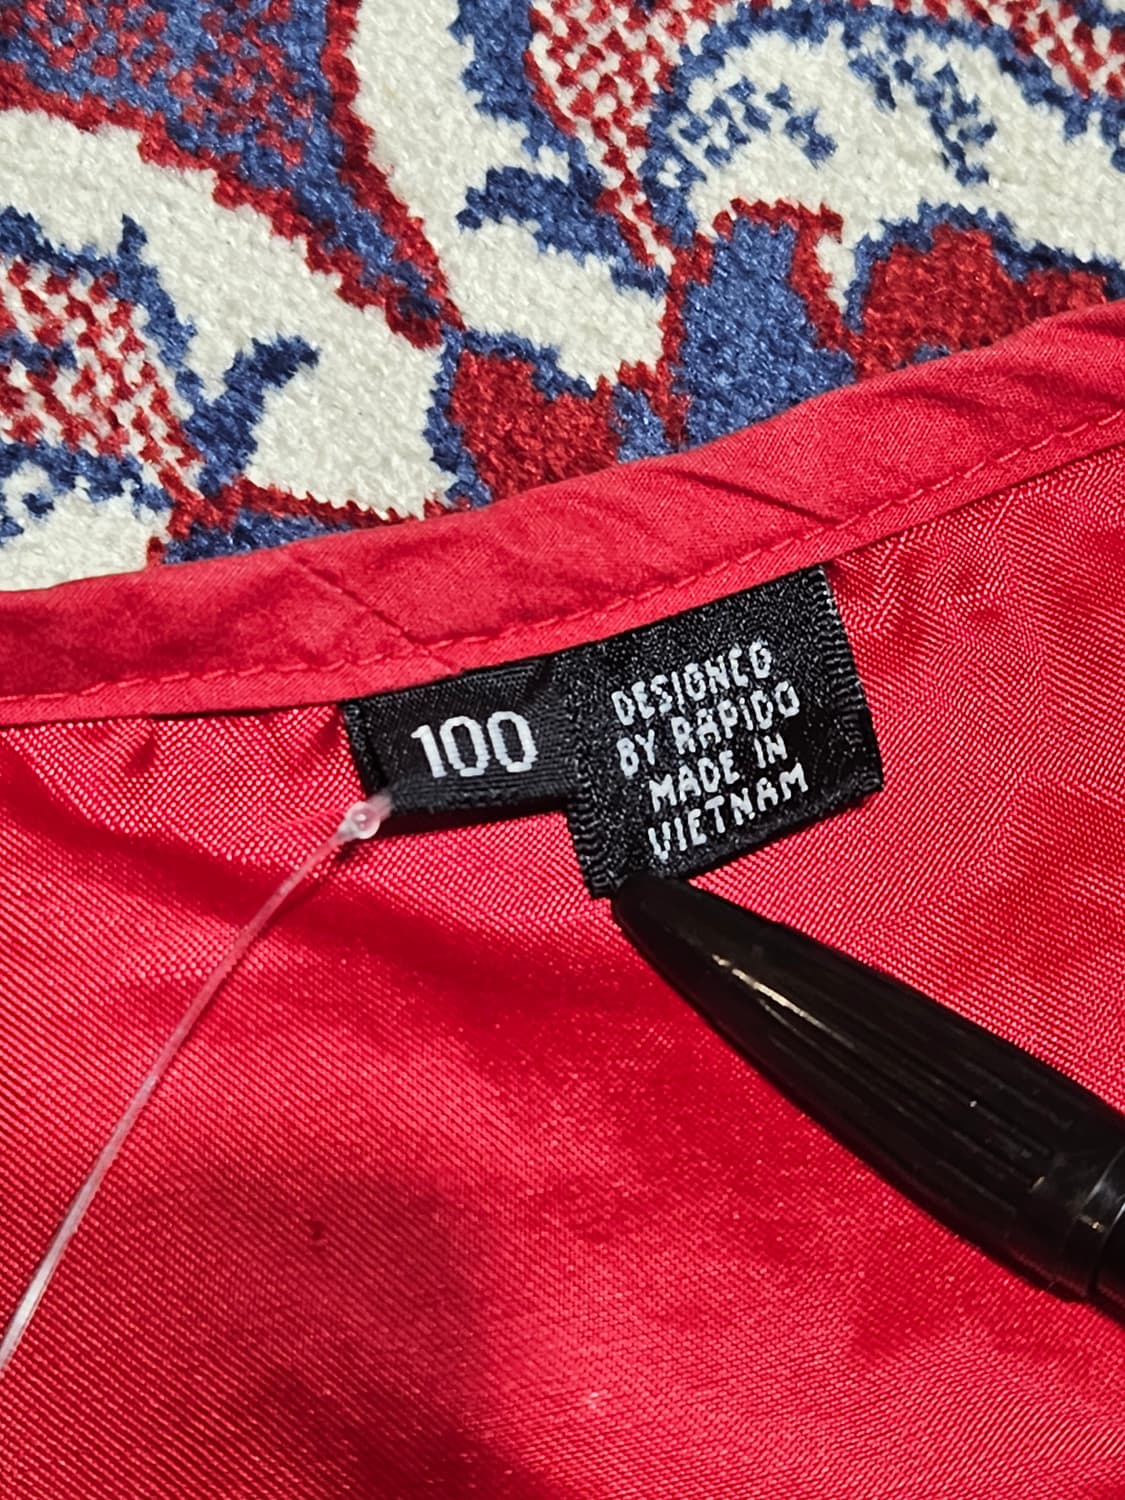 100
DESIGNED
BY RAPIDO
MADE IN
VIETNAM